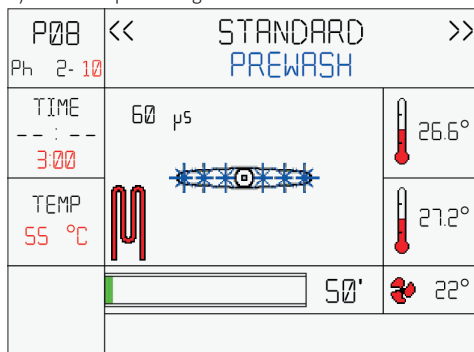 P08
Ph 2-10
<< STANDARD >>
PREWASH
TIME
--:--
3:00
60 µs
26.6°
TEMP
55 °C
27.2°
50'
22°